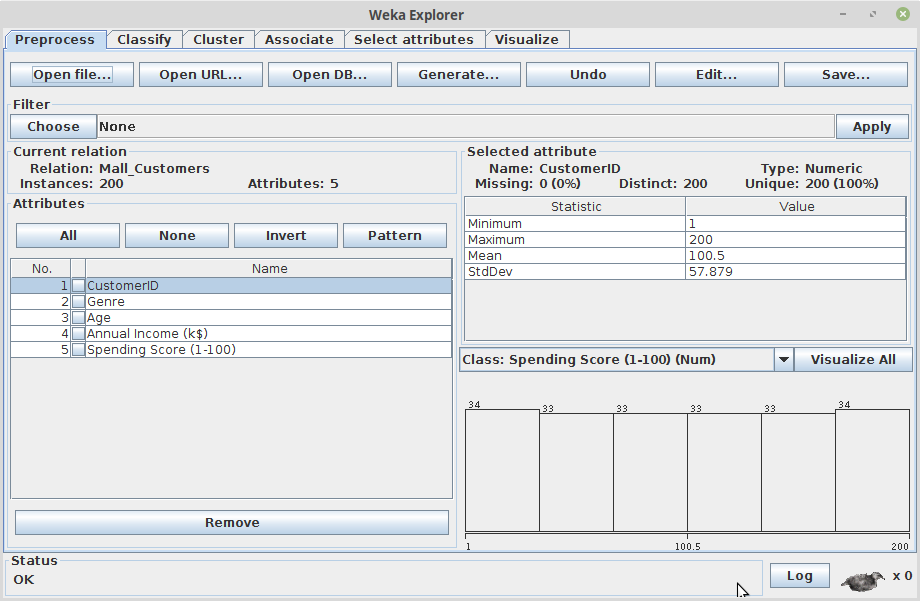 Weka Explorer
Preprocess Classify Cluster Associate Select attributes Visualize
Open file... Open URL... Open DB... Generate... Undo Edit... Save...
Filter
Choose None Apply
Current relation
Relation: Mall_Customers
Instances: 200 Attributes: 5
Attributes
All None Invert Pattern
No. Name
1 CustomerID
2 Genre
3 Age
4 Annual Income (k$)
5 Spending Score (1-100)
Remove
Selected attribute
Name: CustomerID Type: Numeric
Missing: 0 (0%) Distinct: 200 Unique: 200 (100%)
Statistic Value
Minimum 1
Maximum 200
Mean 100.5
StdDev 57.879
Class: Spending Score (1-100) (Num) Visualize All
34 33 33 33 33 34
1 100.5 200
Status
OK
Log x 0